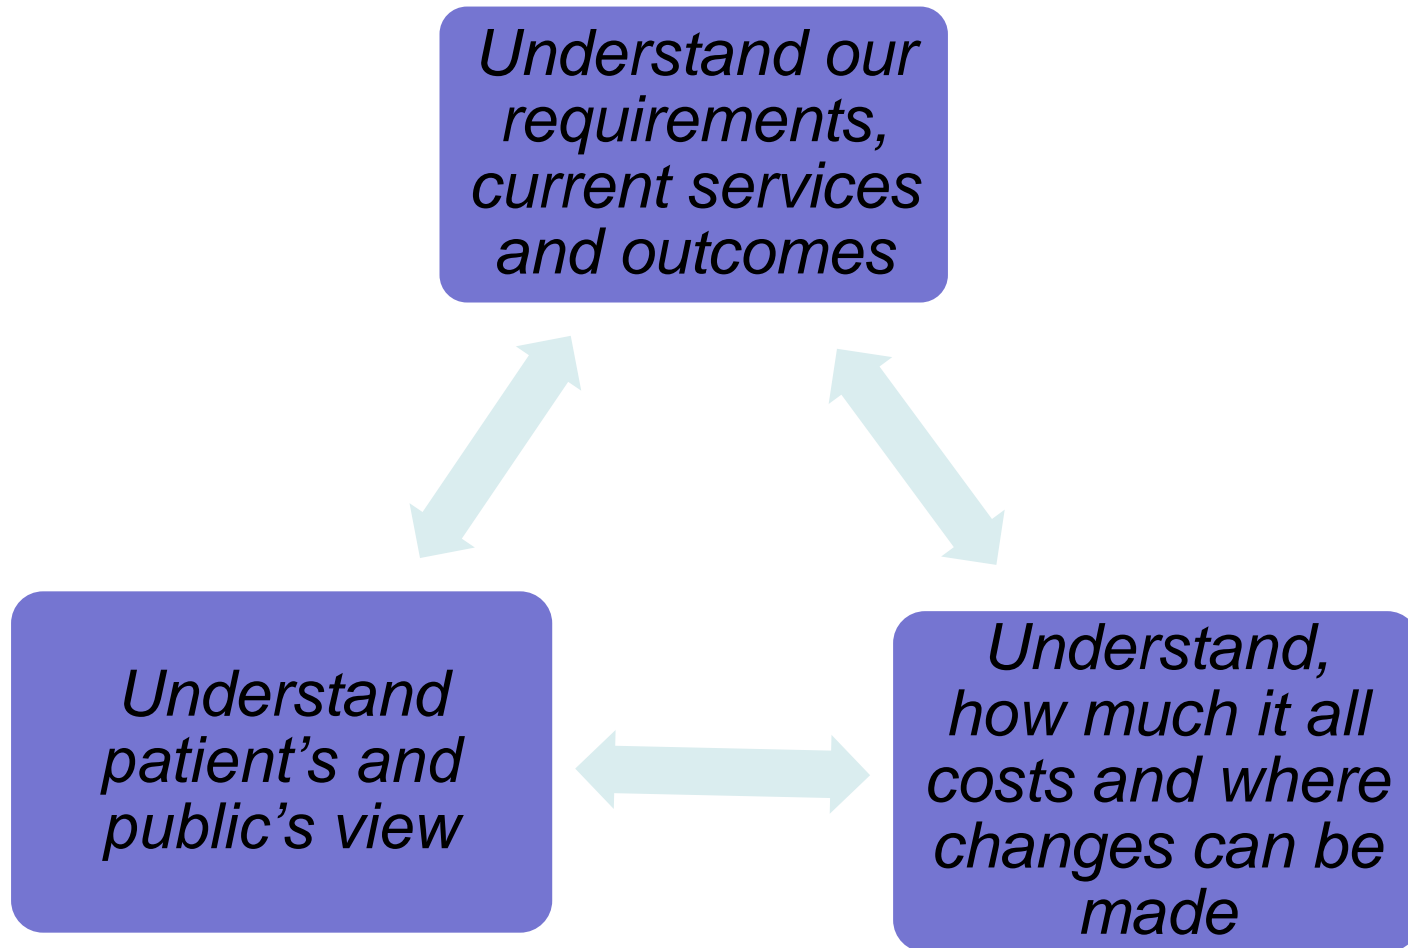 Understand our
requirements,
current services
and outcomes
Understand
patient’s and
public’s view
Understand,
how much it all
costs and where
changes can be
made